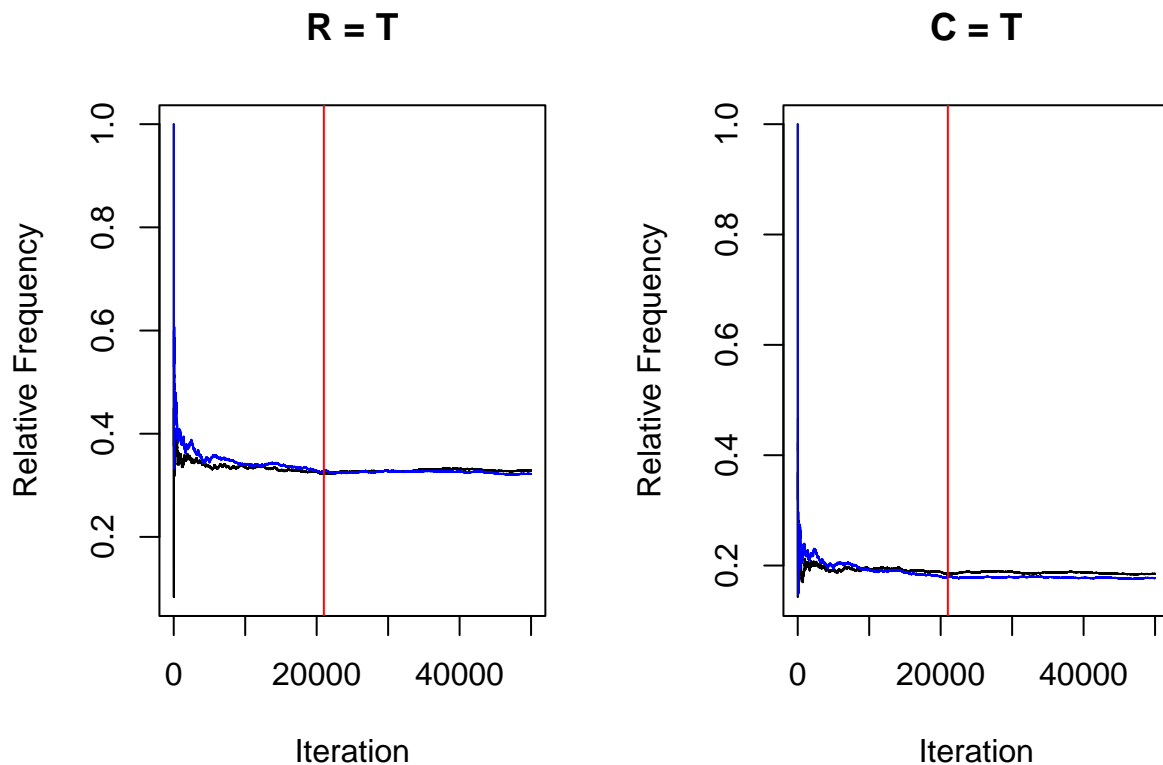 R = T
Relative Frequency
1.0
0.8
0.6
0.4
0.2
0 20000 40000
Iteration
C = T
Relative Frequency
1.0
0.8
0.6
0.4
0.2
0 20000 40000
Iteration